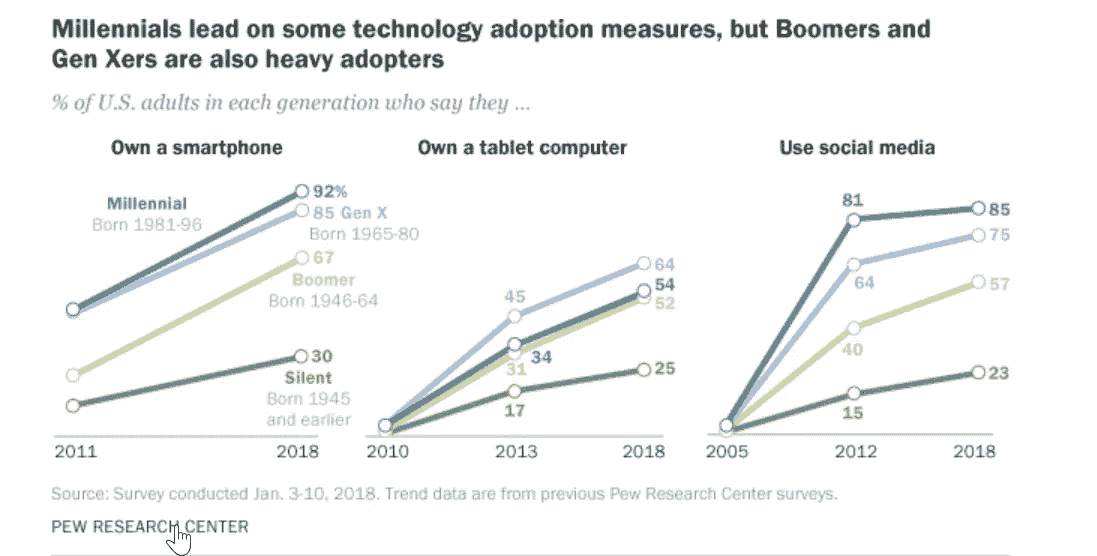 Millennials lead on some technology adoption measures, but Boomers and
Gen Xers are also heavy adopters
% of U.S. adults in each generation who say they ...
Own a smartphone
Millennial
Born 1981-96
92%
85 Gen X
Born 1965-80
67
Boomer
Born 1946-64
30
Silent
Born 1945
and earlier
2011 2018
Own a tablet computer
45
64
54
52
34
31
17
25
2010 2013 2018
Use social media
81
85
75
64
57
40
15
23
2005 2012 2018
Source: Survey conducted Jan. 3-10, 2018. Trend data are from previous Pew Research Center surveys.
PEW RESEARCH CENTER